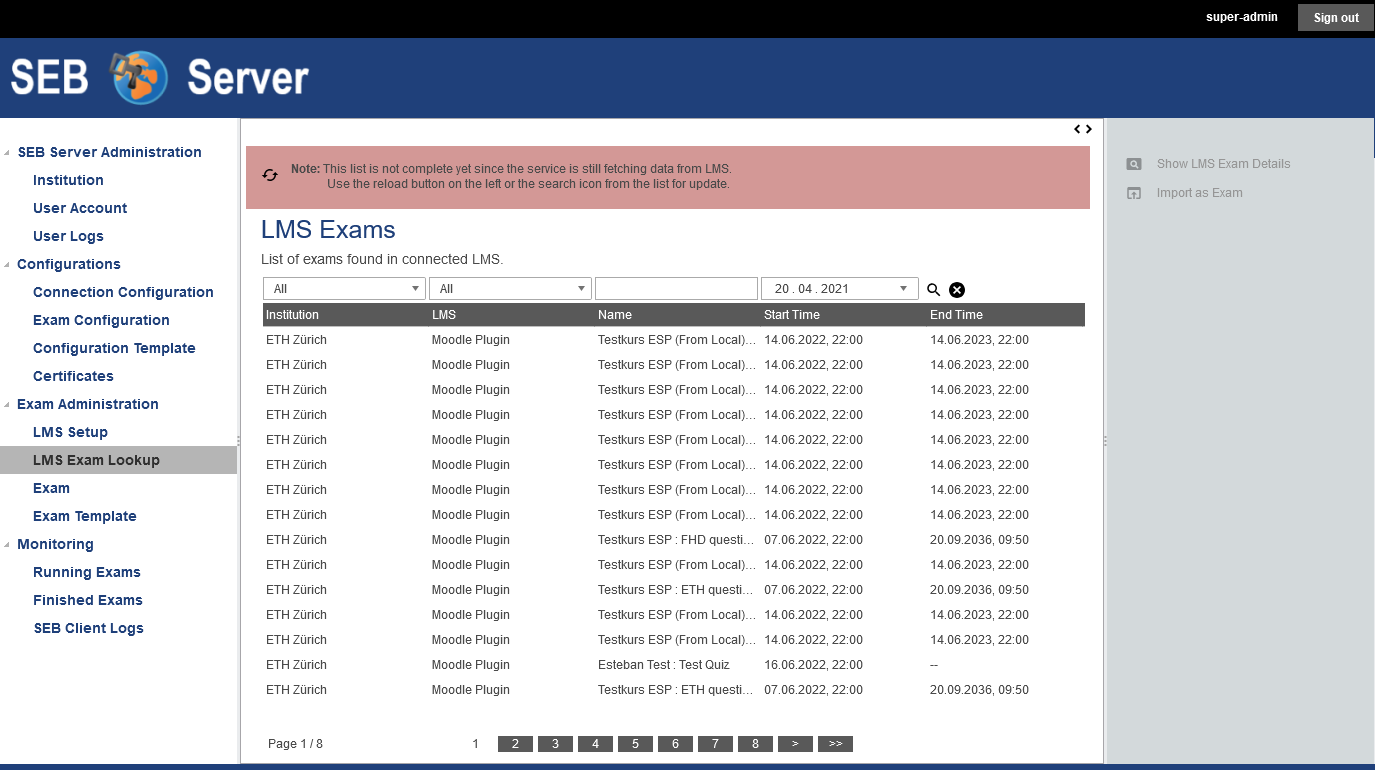 super-admin
Sign out
SEB Server
SEB Server Administration
Institution
User Account
User Logs
Configurations
Connection Configuration
Exam Configuration
Configuration Template
Certificates
Exam Administration
LMS Setup
LMS Exam Lookup
Exam
Exam Template
Monitoring
Running Exams
Finished Exams
SEB Client Logs
Note: This list is not complete yet since the service is still fetching data from LMS.
Use the reload button on the left or the search icon from the list for update.
LMS Exams
List of exams found in connected LMS.
All All 20 . 04 . 2021
Institution LMS Name Start Time End Time
ETH Zürich Moodle Plugin Testkurs ESP (From Local)... 14.06.2022, 22:00 14.06.2023, 22:00
ETH Zürich Moodle Plugin Testkurs ESP (From Local)... 14.06.2022, 22:00 14.06.2023, 22:00
ETH Zürich Moodle Plugin Testkurs ESP (From Local)... 14.06.2022, 22:00 14.06.2023, 22:00
ETH Zürich Moodle Plugin Testkurs ESP (From Local)... 14.06.2022, 22:00 14.06.2023, 22:00
ETH Zürich Moodle Plugin Testkurs ESP (From Local)... 14.06.2022, 22:00 14.06.2023, 22:00
ETH Zürich Moodle Plugin Testkurs ESP (From Local)... 14.06.2022, 22:00 14.06.2023, 22:00
ETH Zürich Moodle Plugin Testkurs ESP (From Local)... 14.06.2022, 22:00 14.06.2023, 22:00
ETH Zürich Moodle Plugin Testkurs ESP (From Local)... 14.06.2022, 22:00 14.06.2023, 22:00
ETH Zürich Moodle Plugin Testkurs ESP : FHD questi... 07.06.2022, 22:00 20.09.2036, 09:50
ETH Zürich Moodle Plugin Testkurs ESP (From Local)... 14.06.2022, 22:00 14.06.2023, 22:00
ETH Zürich Moodle Plugin Testkurs ESP : ETH questi... 07.06.2022, 22:00 20.09.2036, 09:50
ETH Zürich Moodle Plugin Testkurs ESP (From Local)... 14.06.2022, 22:00 14.06.2023, 22:00
ETH Zürich Moodle Plugin Testkurs ESP (From Local)... 14.06.2022, 22:00 14.06.2023, 22:00
ETH Zürich Moodle Plugin Esteban Test : Test Quiz 16.06.2022, 22:00 --
ETH Zürich Moodle Plugin Testkurs ESP : ETH questi... 07.06.2022, 22:00 20.09.2036, 09:50
Page 1 / 8 1 2 3 4 5 6 7 8 > >>
Show LMS Exam Details
Import as Exam